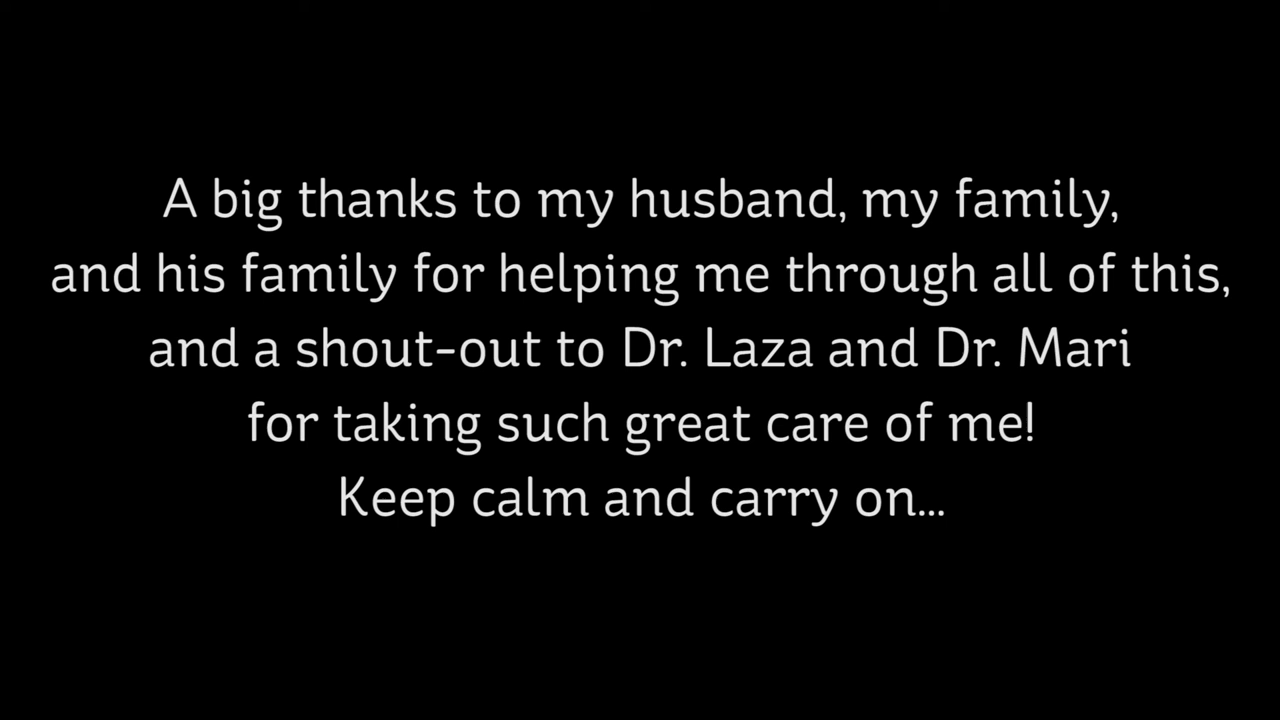 A big thanks to my husband, my family,
and his family for helping me through all of this,
and a shout-out to Dr. Laza and Dr. Mari
for taking such great care of me!
Keep calm and carry on...